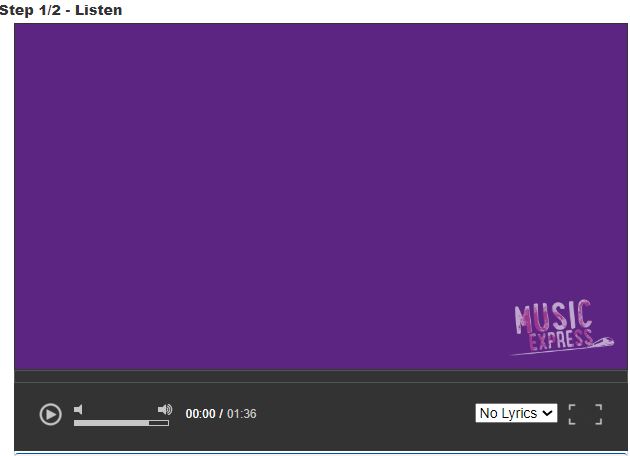 Step 1/2 - Listen
MUSIC
EXPRESS
00:00 / 01:36
No Lyrics